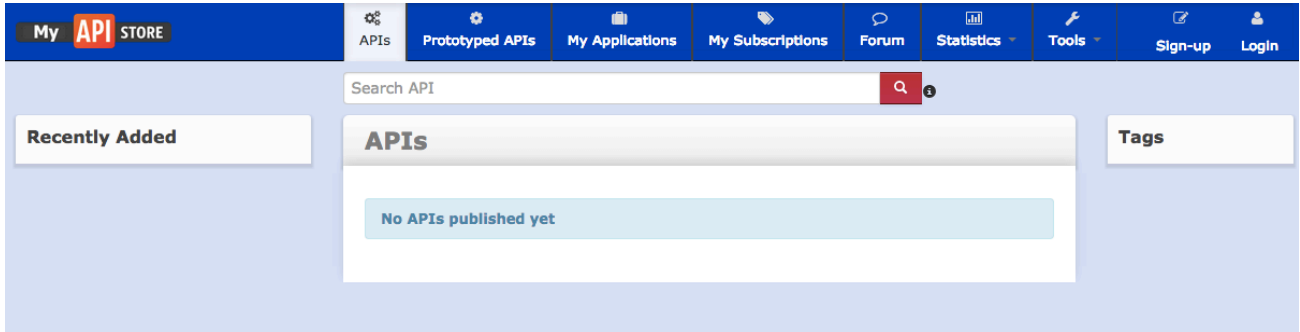 My API STORE
APIs
Prototyped APIs
My Applications
My Subscriptions
Forum
Statistics
Tools
Sign-up
Login
Search API
Recently Added
APIs
Tags
No APIs published yet